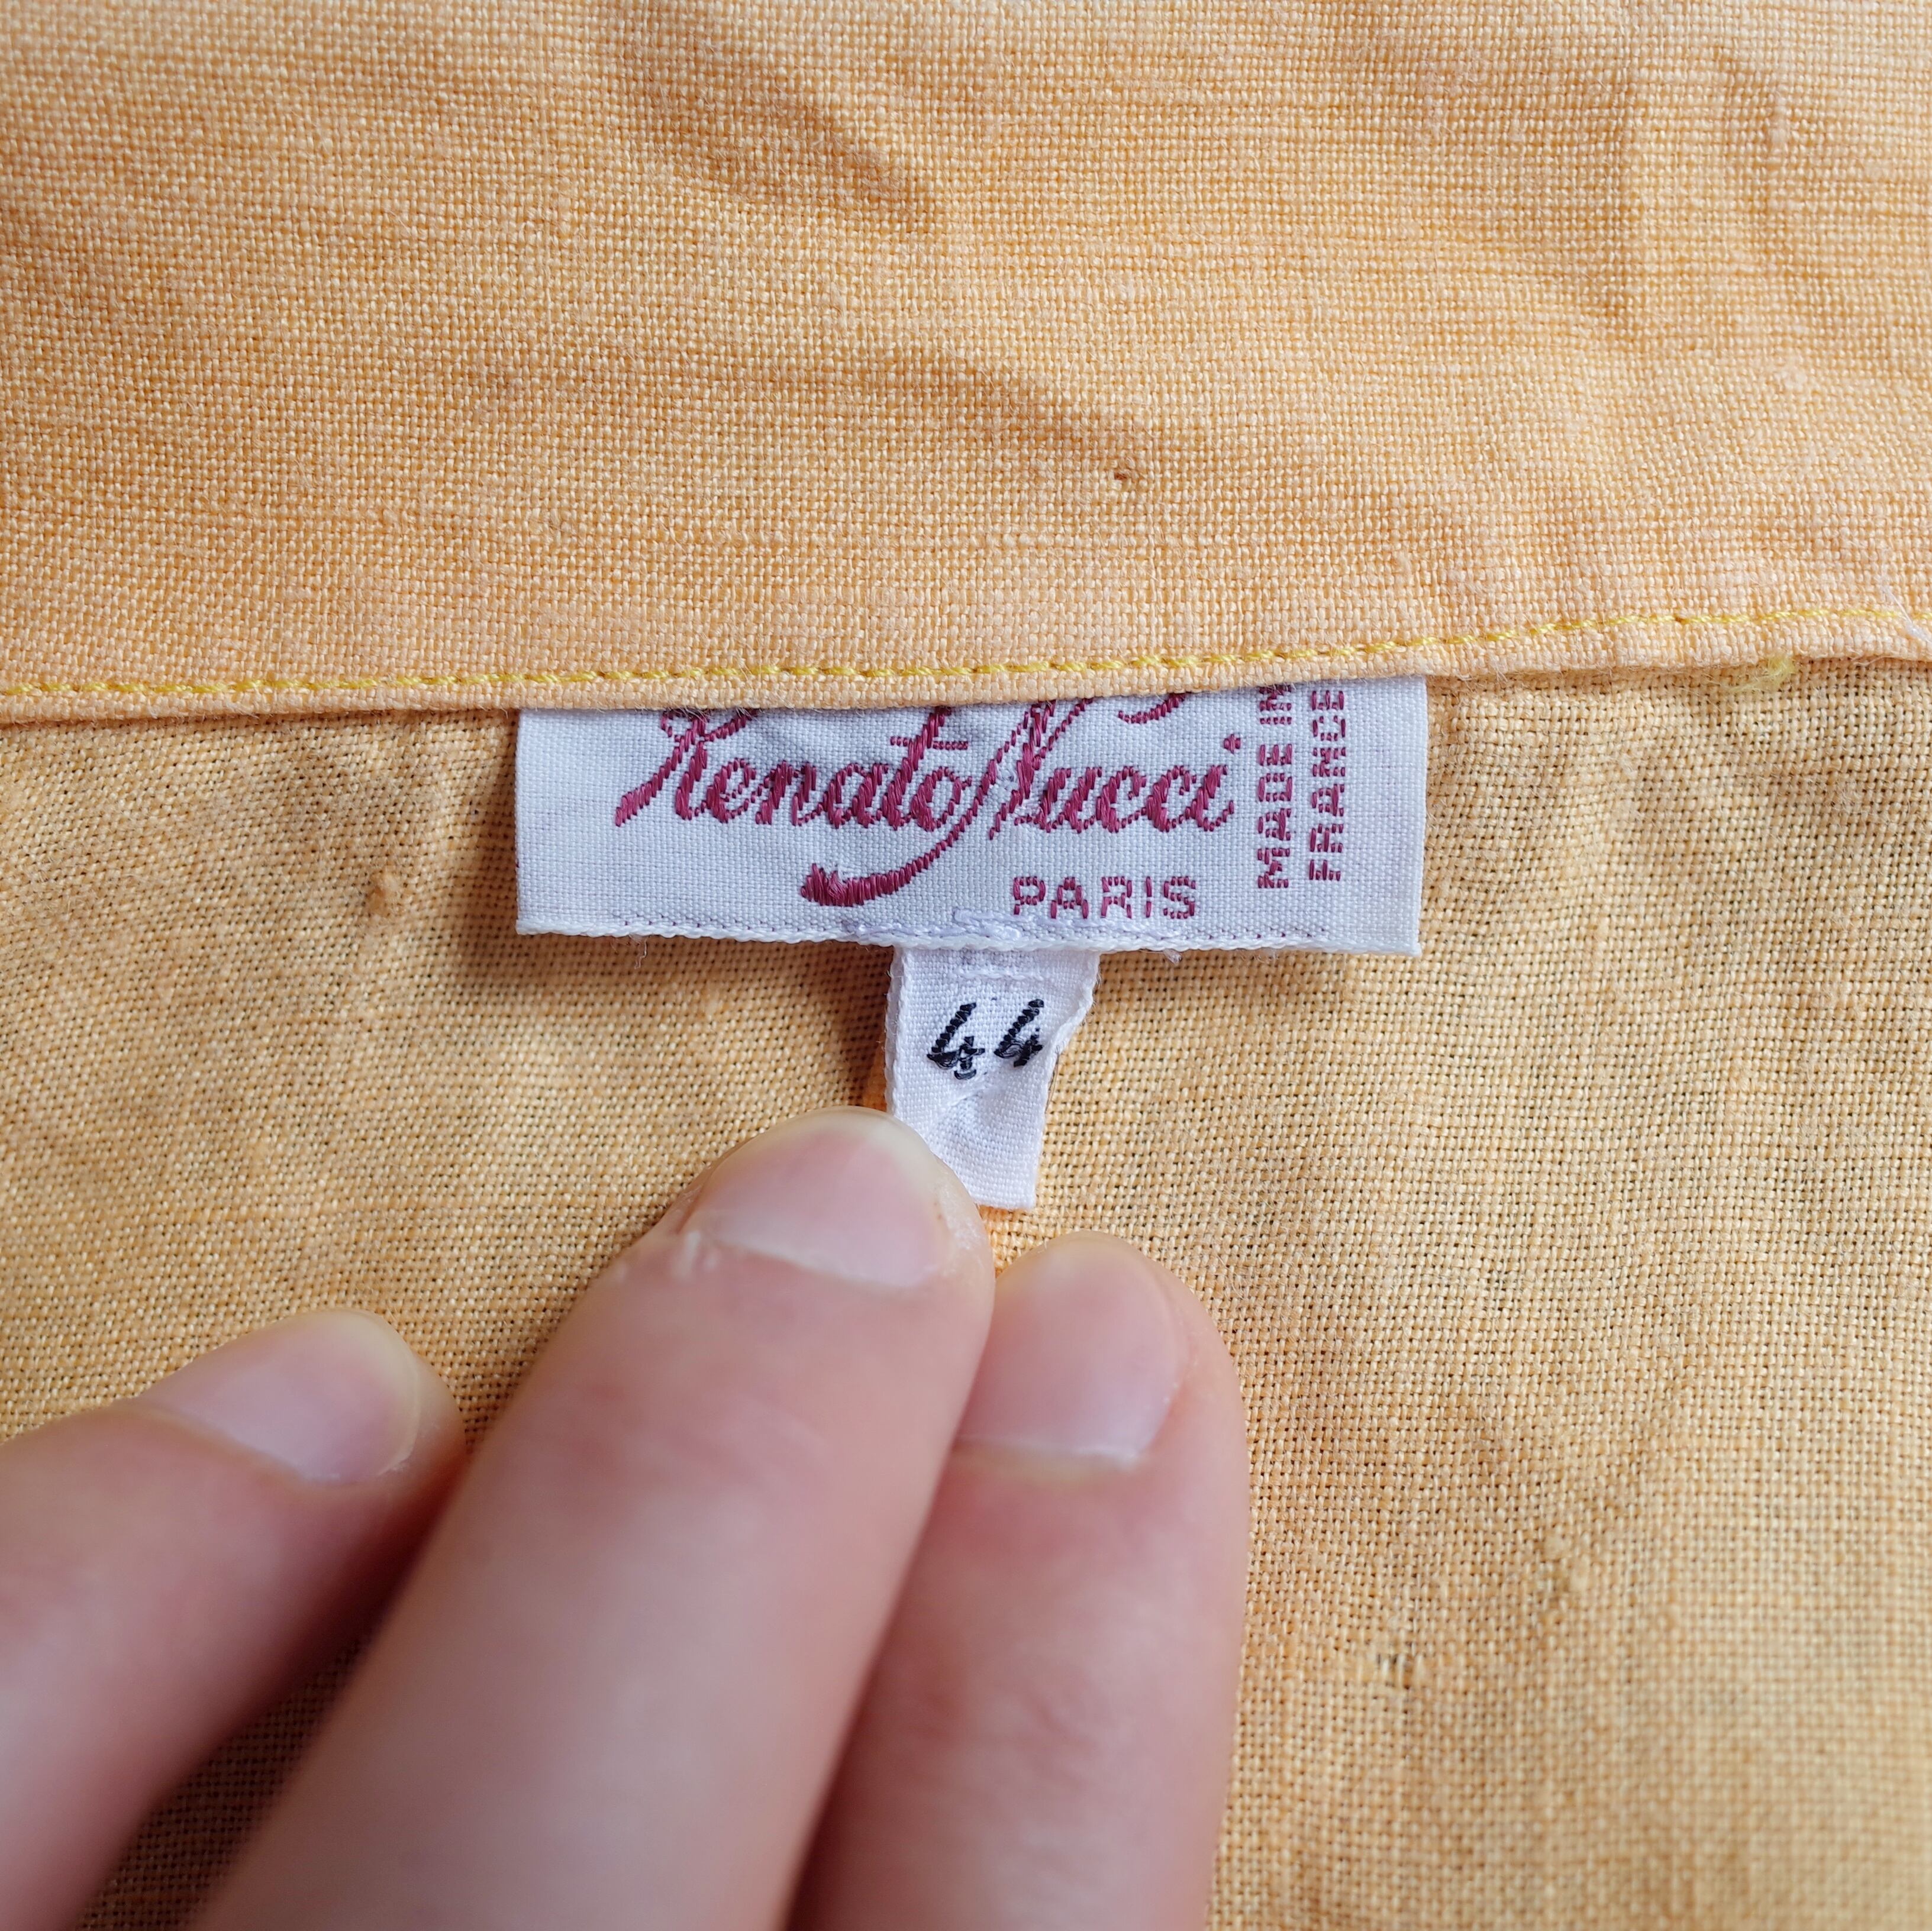 Renato Nucci
PARIS
MADE IN
FRANCE
44